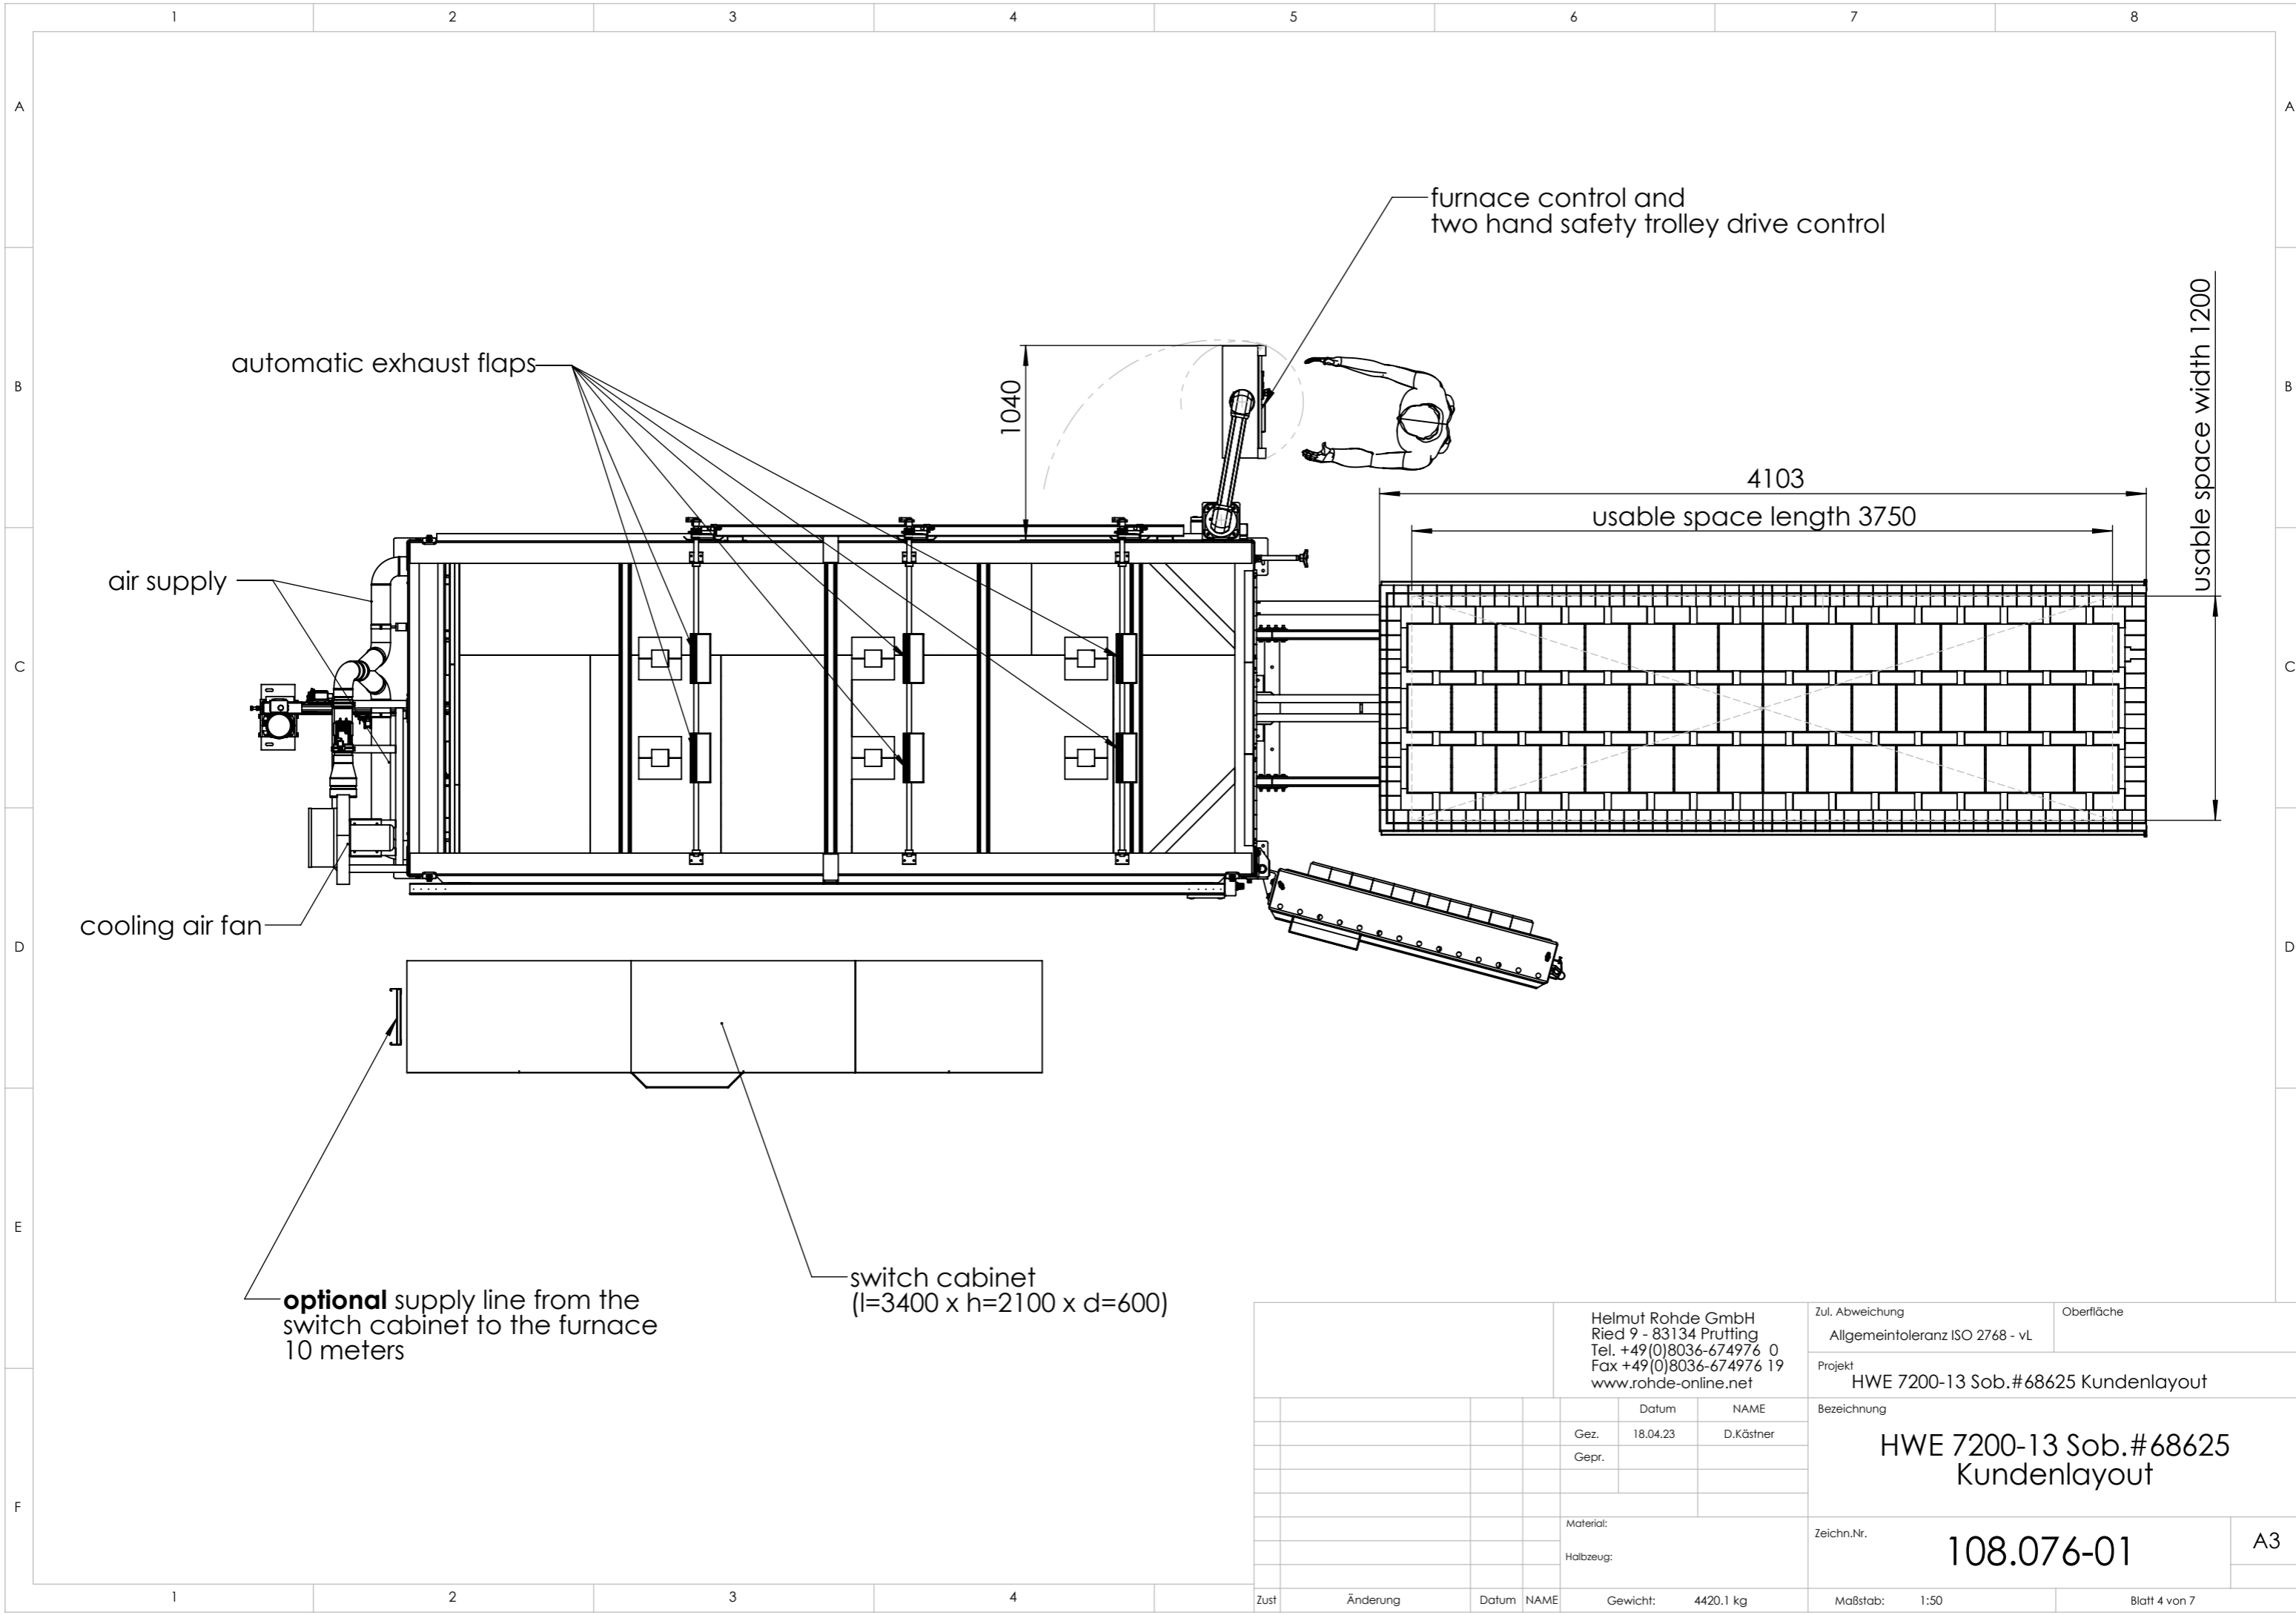 1 2 3 4 5 6 7 8
A A
furnace control and
two hand safety trolley drive control
automatic exhaust flaps
1040
usable space width 1200
B B
4103
usable space length 3750
air supply
C C
cooling air fan
D D
E
switch cabinet
(l=3400 x h=2100 x d=600)
optional supply line from the
switch cabinet to the furnace
10 meters
F
Helmut Rohde GmbH
Ried 9 - 83134 Prutting
Tel. +49(0)8036-674976 0
Fax +49(0)8036-674976 19
www.rohde-online.net
Zul. Abweichung
Allgemeintoleranz ISO 2768 - vL
Oberfläche
Projekt
HWE 7200-13 Sob.#68625 Kundenlayout
Datum NAME
Gez. 18.04.23 D.Kästner
Gepr.
Bezeichnung
HWE 7200-13 Sob.#68625
Kundenlayout
Material:
Halbzeug:
Zeichn.Nr.
108.076-01
A3
Zust Änderung Datum NAME
Gewicht: 4420.1 kg
Maßstab: 1:50
Blatt 4 von 7
1 2 3 4